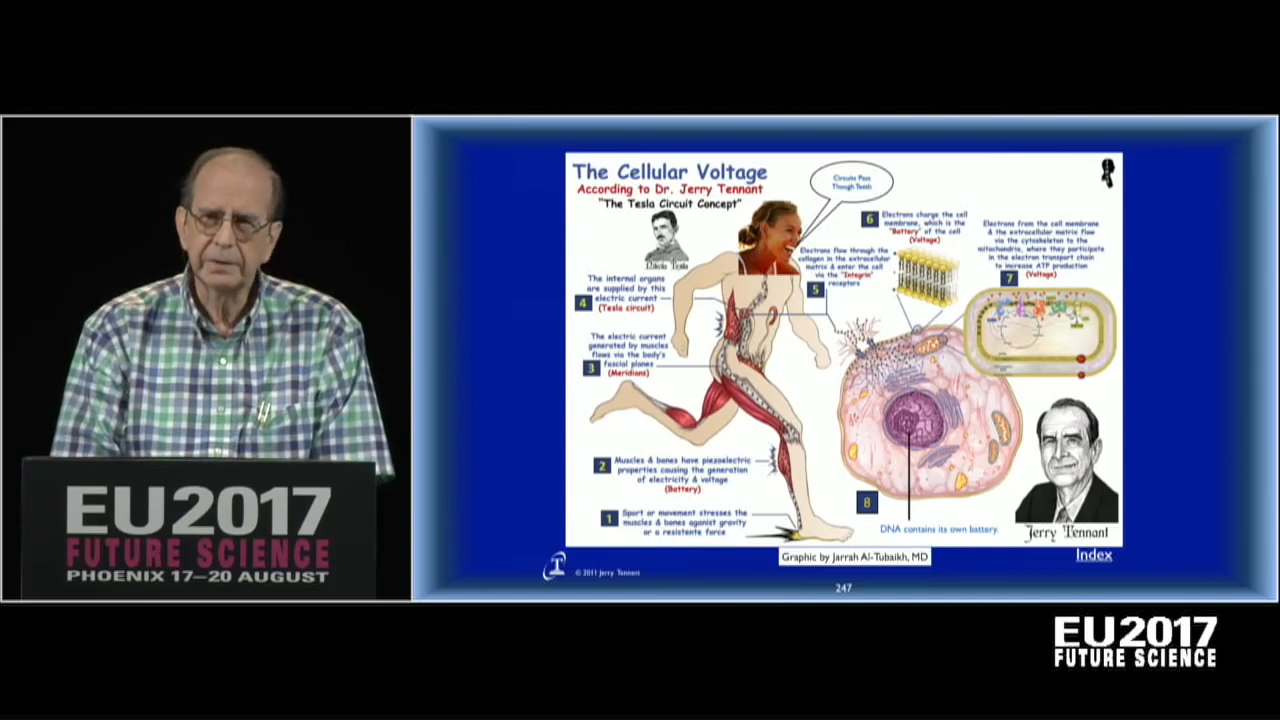 EU2017
FUTURE SCIENCE
PHOENIX 17–20 AUGUST
The Cellular Voltage
According to Dr. Jerry Tennant
"The Tesla Circuit Concept"
Nikola Tesla
Circuits Pass
Though Teeth
The internal organs
are supplied by this
electric current
(Tesla circuit)
4
The electric current
generated by muscles
flows via the body's
fascial planes
(Meridians)
3
2
Muscles & bones have piezoelectric
properties causing the generation
of electricity & voltage
(Battery)
1
Sport or movement stresses the
muscles & bones against gravity
or a resistente force
Electrons flow through the
collagen in the extracellular
matrix & enter the cell
via the "Integrin"
receptors
5
6
Electrons charge the cell
membrane, which is the
"Battery" of the cell
(Voltage)
Electrons from the cell membrane
& the extracellular matrix flow
via the cytoskeleton to the
mitochondria, where they participate
in the electron transport chain
to increase ATP production
(Voltage)
7
8
DNA contains its own battery.
Jerry Tennant
Graphic by Jarrah Al-Tubaikh, MD
Index
T
© 2011 Jerry Tennant
247
EU2017
FUTURE SCIENCE